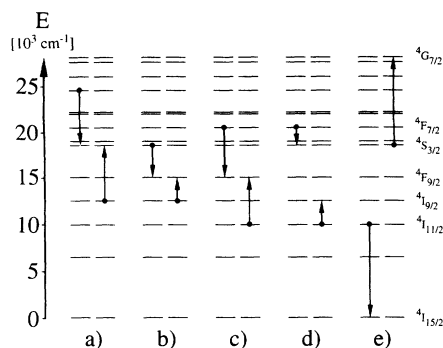 E
[10³ cm⁻¹]
25
20
15
10
5
0
⁴G₇/₂
⁴F₇/₂
⁴S₃/₂
⁴F₉/₂
⁴I₉/₂
⁴I₁₁/₂
⁴I₁₅/₂
a) b) c) d) e)